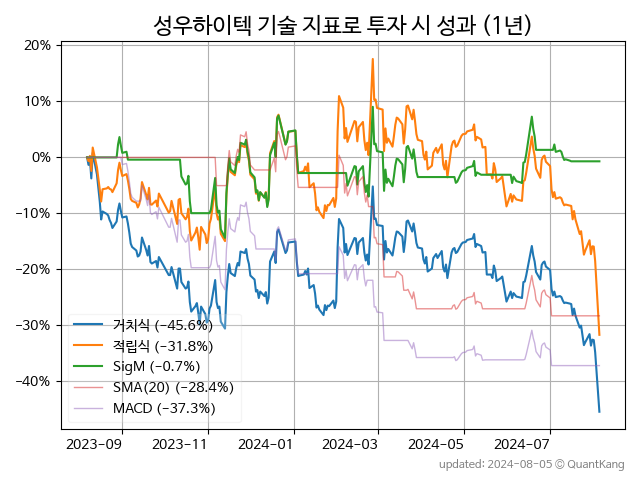 성우하이텍 기술 지표로 투자 시 성과 (1년)
20%
10%
0%
−10%
−20%
−30%
−40%
거치식 (−45.6%)
적립식 (−31.8%)
SigM (−0.7%)
SMA(20) (−28.4%)
MACD (−37.3%)
2023-09
2023-11
2024-01
2024-03
2024-05
2024-07
updated: 2024-08-05 © QuantKang